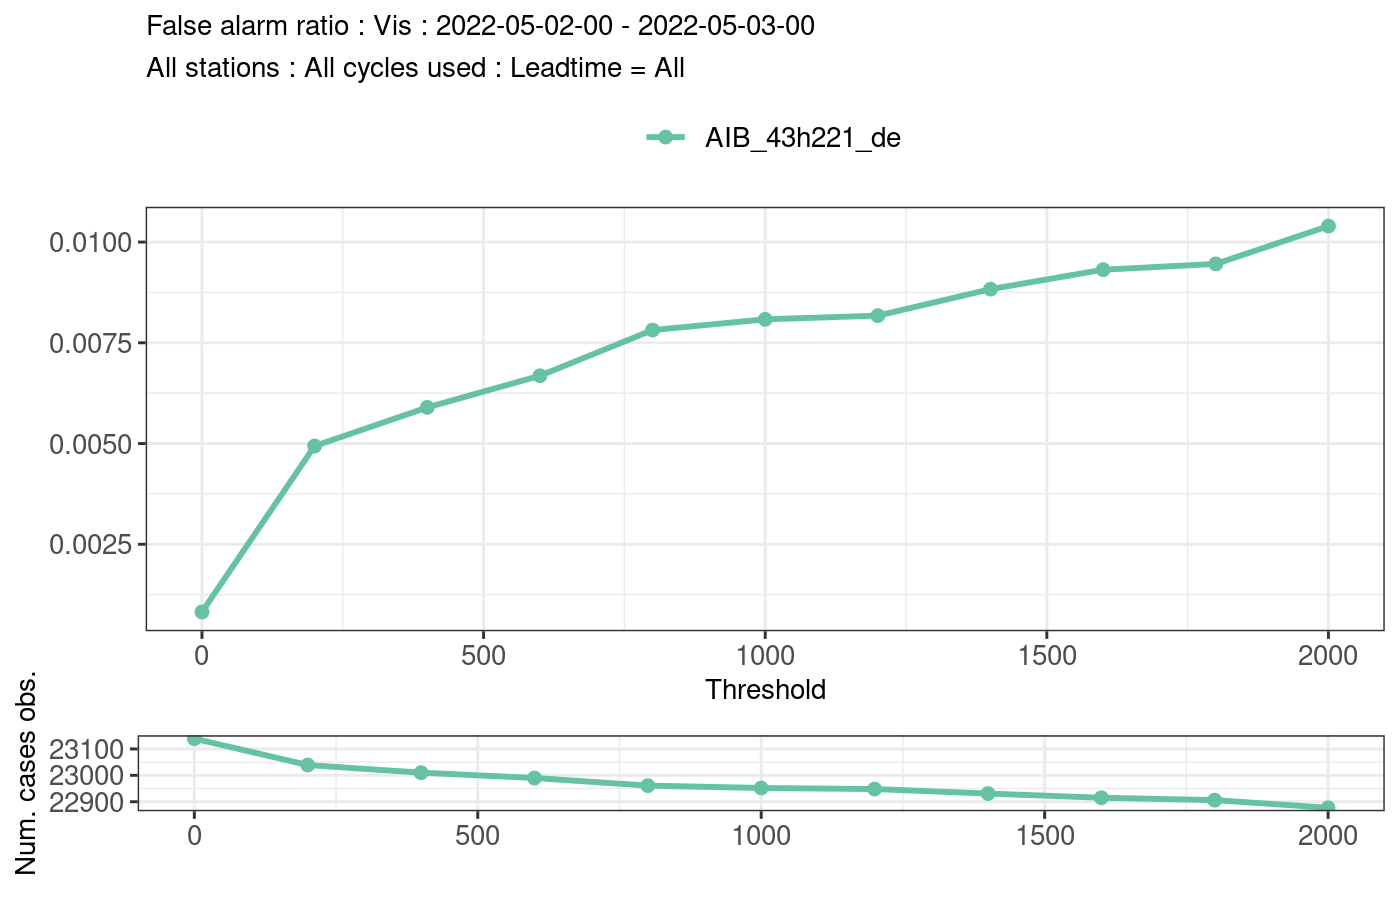 False alarm ratio : Vis : 2022-05-02-00 - 2022-05-03-00
All stations : All cycles used : Leadtime = All
AIB_43h221_de
0.0100
0.0075
0.0050
0.0025
0 500 1000 1500 2000
Threshold
Num. cases obs.
23100
23000
22900
0 500 1000 1500 2000